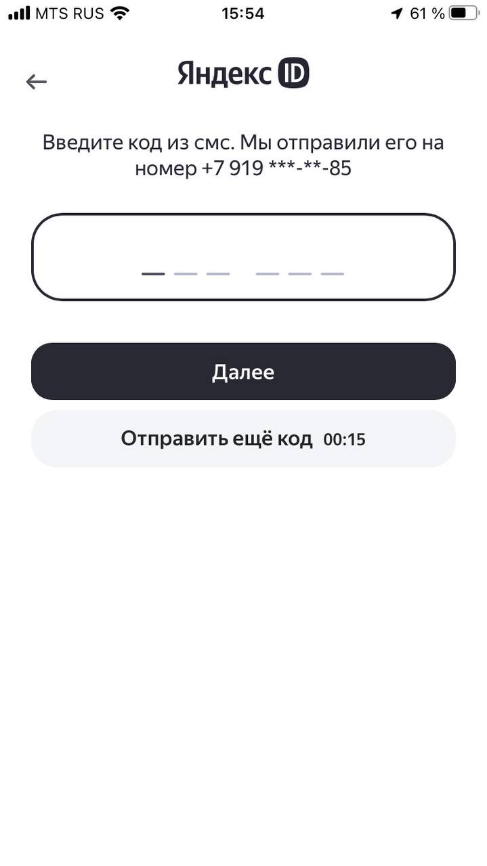 MTS RUS 15:54 61 %
Яндекс ID
Введите код из смс. Мы отправили его на
номер +7 919 ***-**-85
Далее
Отправить ещё код 00:15